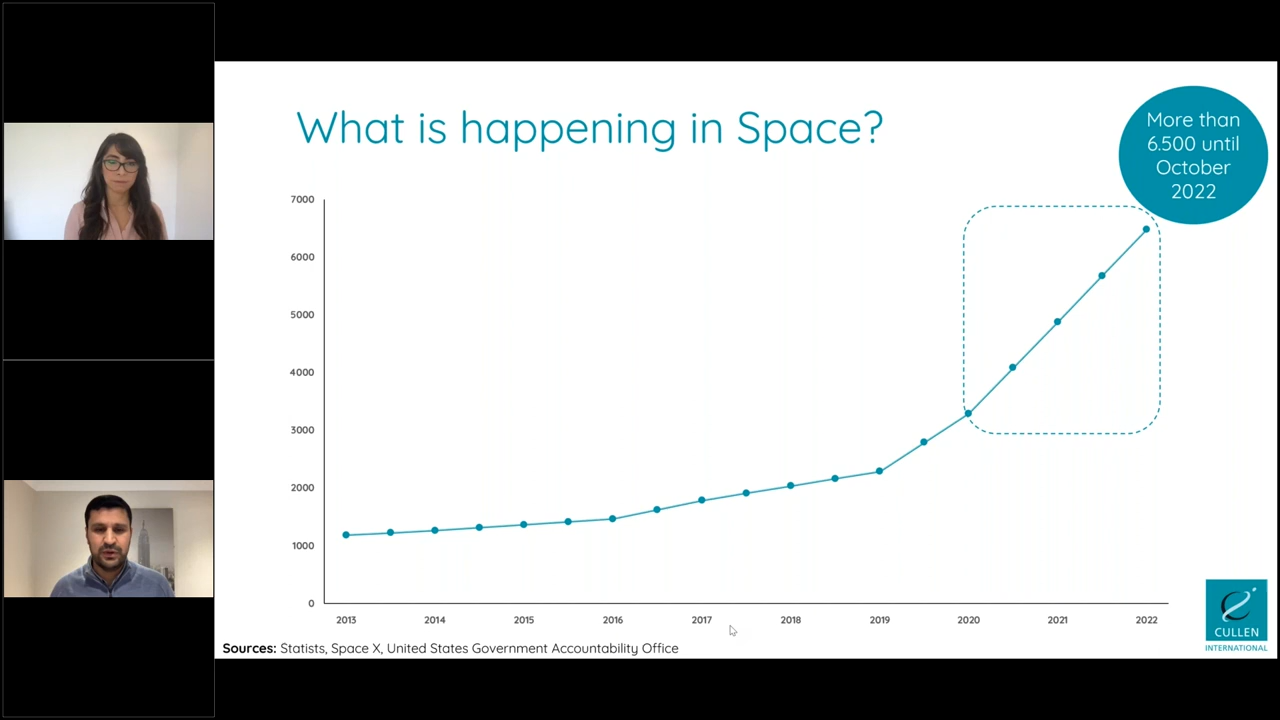 What is happening in Space?
More than
6.500 until
October
2022
7000
6000
5000
4000
3000
2000
1000
0
2013
2014
2015
2016
2017
2018
2019
2020
2021
2022
Sources: Statists, Space X, United States Government Accountability Office
CULLEN
INTERNATIONAL